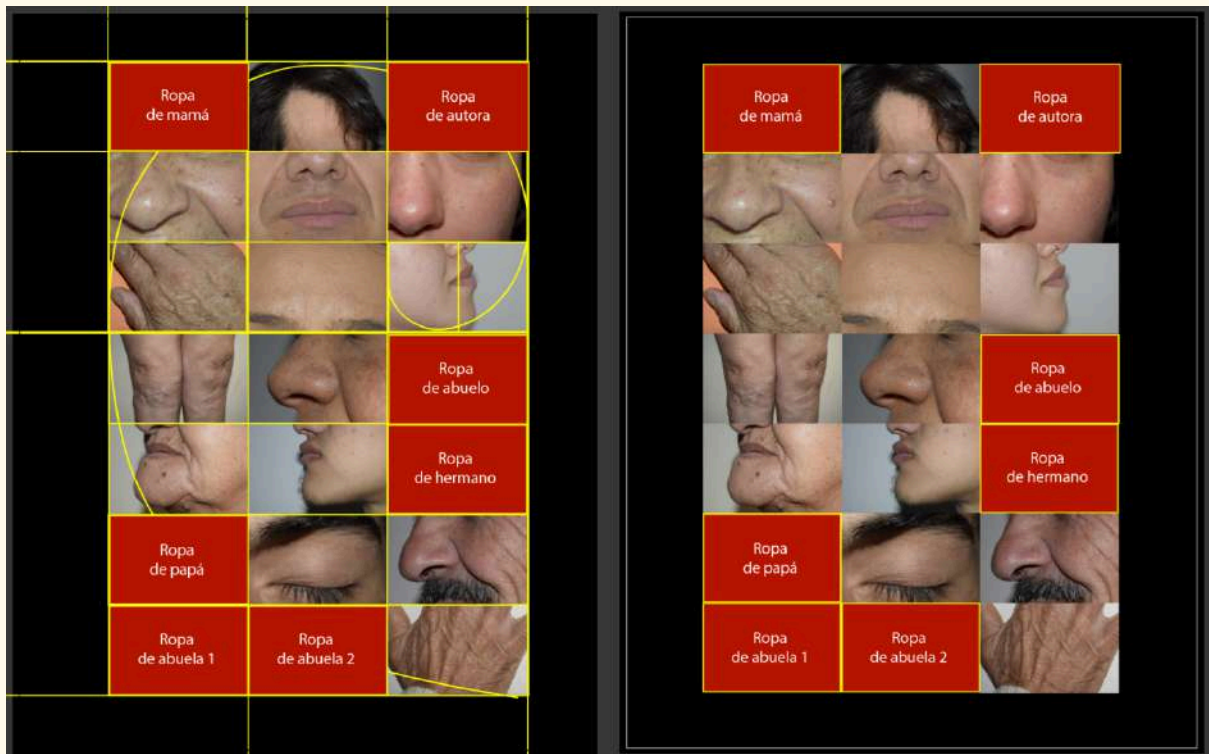 Ropa
de mamá
Ropa
de autora
Ropa
de abuelo
Ropa
de hermano
Ropa
de papá
Ropa
de abuela 1
Ropa
de abuela 2
Ropa
de mamá
Ropa
de autora
Ropa
de abuelo
Ropa
de hermano
Ropa
de papá
Ropa
de abuela 1
Ropa
de abuela 2